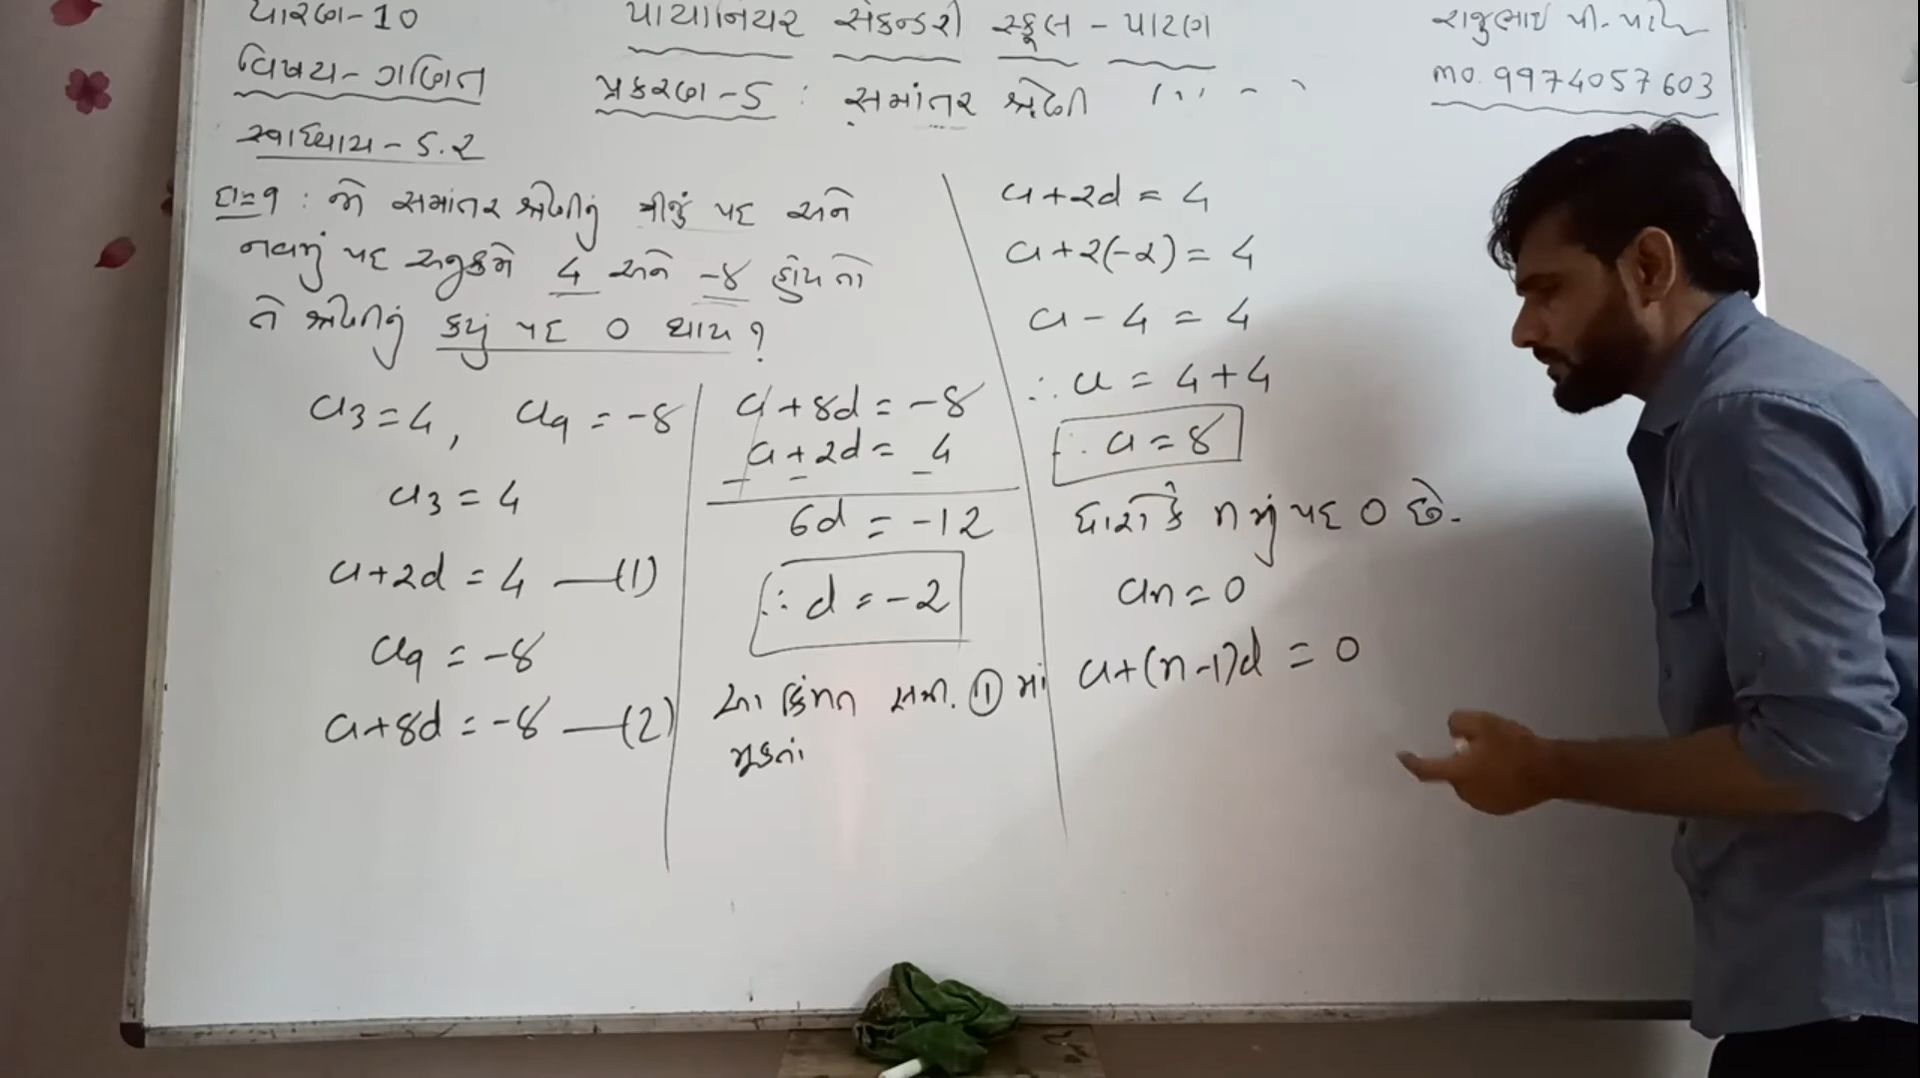 ધોરણ-10
પાયોનિયર સેકન્ડરી સ્કૂલ - પાટણ
રાજુભાઈ પી. પટેલ
વિષય- ગણિત
પ્રકરણ-5 : સમાંતર શ્રેઢી
mo. 9974057603
સ્વાધ્યાય - 5.2
દા=9 : જો સમાંતર શ્રેઢીનું ત્રીજું પદ અને
નવમું પદ અનુક્રમે 4 અને -8 હોય તો
તે શ્રેઢીનું કયું પદ 0 થાય ?
a3 = 4, a9 = -8
a3 = 4
a+2d = 4 —(1)
a9 = -8
a+8d = -8 —(2)
a+8d = -8
a+2d = 4
- - -
6d = -12
∴ d = -2
આ કિંમત સમી. ① માં
મૂકતાં
a+2d = 4
a+2(-2) = 4
a - 4 = 4
∴ a = 4+4
∴ a = 8
ધારો કે n મું પદ 0 છે.
an = 0
a+(n-1)d = 0